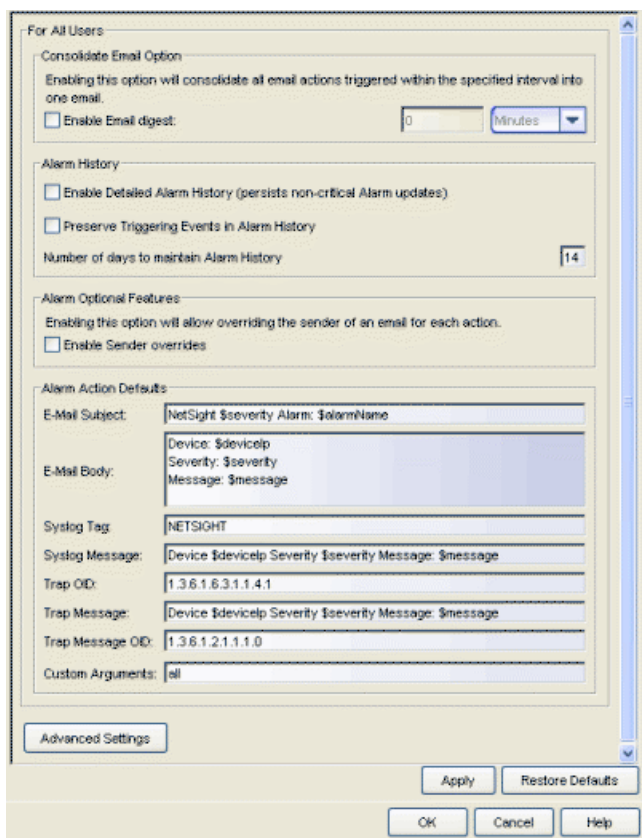 For All Users
Consolidate Email Option
Enabling this option will consolidate all email actions triggered within the specified interval into
one email.
Enable Email digest: 0 Minutes
Alarm History
Enable Detailed Alarm History (persists non-critical Alarm updates)
Preserve Triggering Events in Alarm History
Number of days to maintain Alarm History 14
Alarm Optional Features
Enabling this option will allow overriding the sender of an email for each action.
Enable Sender overrides
Alarm Action Defaults
E-Mail Subject: NetSight $severity Alarm: $alarmName
E-Mail Body:
Device: $deviceIp
Severity: $severity
Message: $message
Syslog Tag: NETSIGHT
Syslog Message: Device $deviceIp Severity $severity Message: $message
Trap OID: 1.3.6.1.6.3.1.1.4.1
Trap Message: Device $deviceIp Severity $severity Message: $message
Trap Message OID: 1.3.6.1.2.1.1.1.0
Custom Arguments: all
Advanced Settings
Apply Restore Defaults
OK Cancel Help